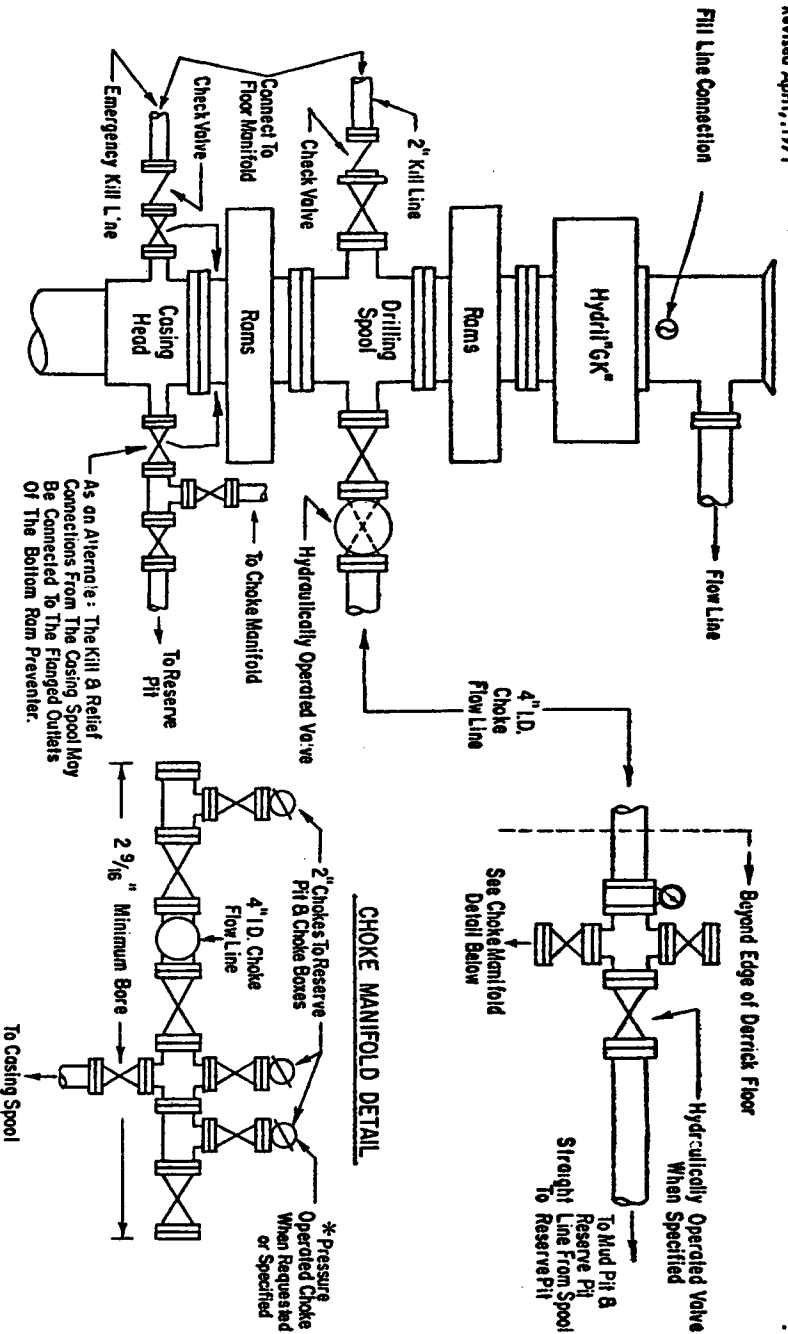 Revised April, 1971
Fill Line Connection
Flow Line
Hydril "GK"
Rams
2" Kill Line
Check Valve
Drilling
Spool
Hydraulically Operated Valve
4" I.D.
Choke
Flow Line
Beyond Edge of Derrick Floor
Hydraulically Operated Valve
When Specified
To Mud Pit &
Reserve Pit
Straight Line From Spool
To Reserve Pit
See Choke Manifold
Detail Below
Connect To
Floor Manifold
Rams
Check Valve
Emergency Kill Line
Casing
Head
To Choke Manifold
To Reserve
Pit
As an Alternate: The Kill & Relief
Connections From The Casing Spool May
Be Connected To The Flanged Outlets
Of The Bottom Ram Preventer.
CHOKE MANIFOLD DETAIL
2" Chokes To Reserve
Pit & Choke Boxes
4" I.D. Choke
Flow Line
2 9/16" Minimum Bore
* Pressure
Operated Choke
When Requested
or Specified
To Casing Spool